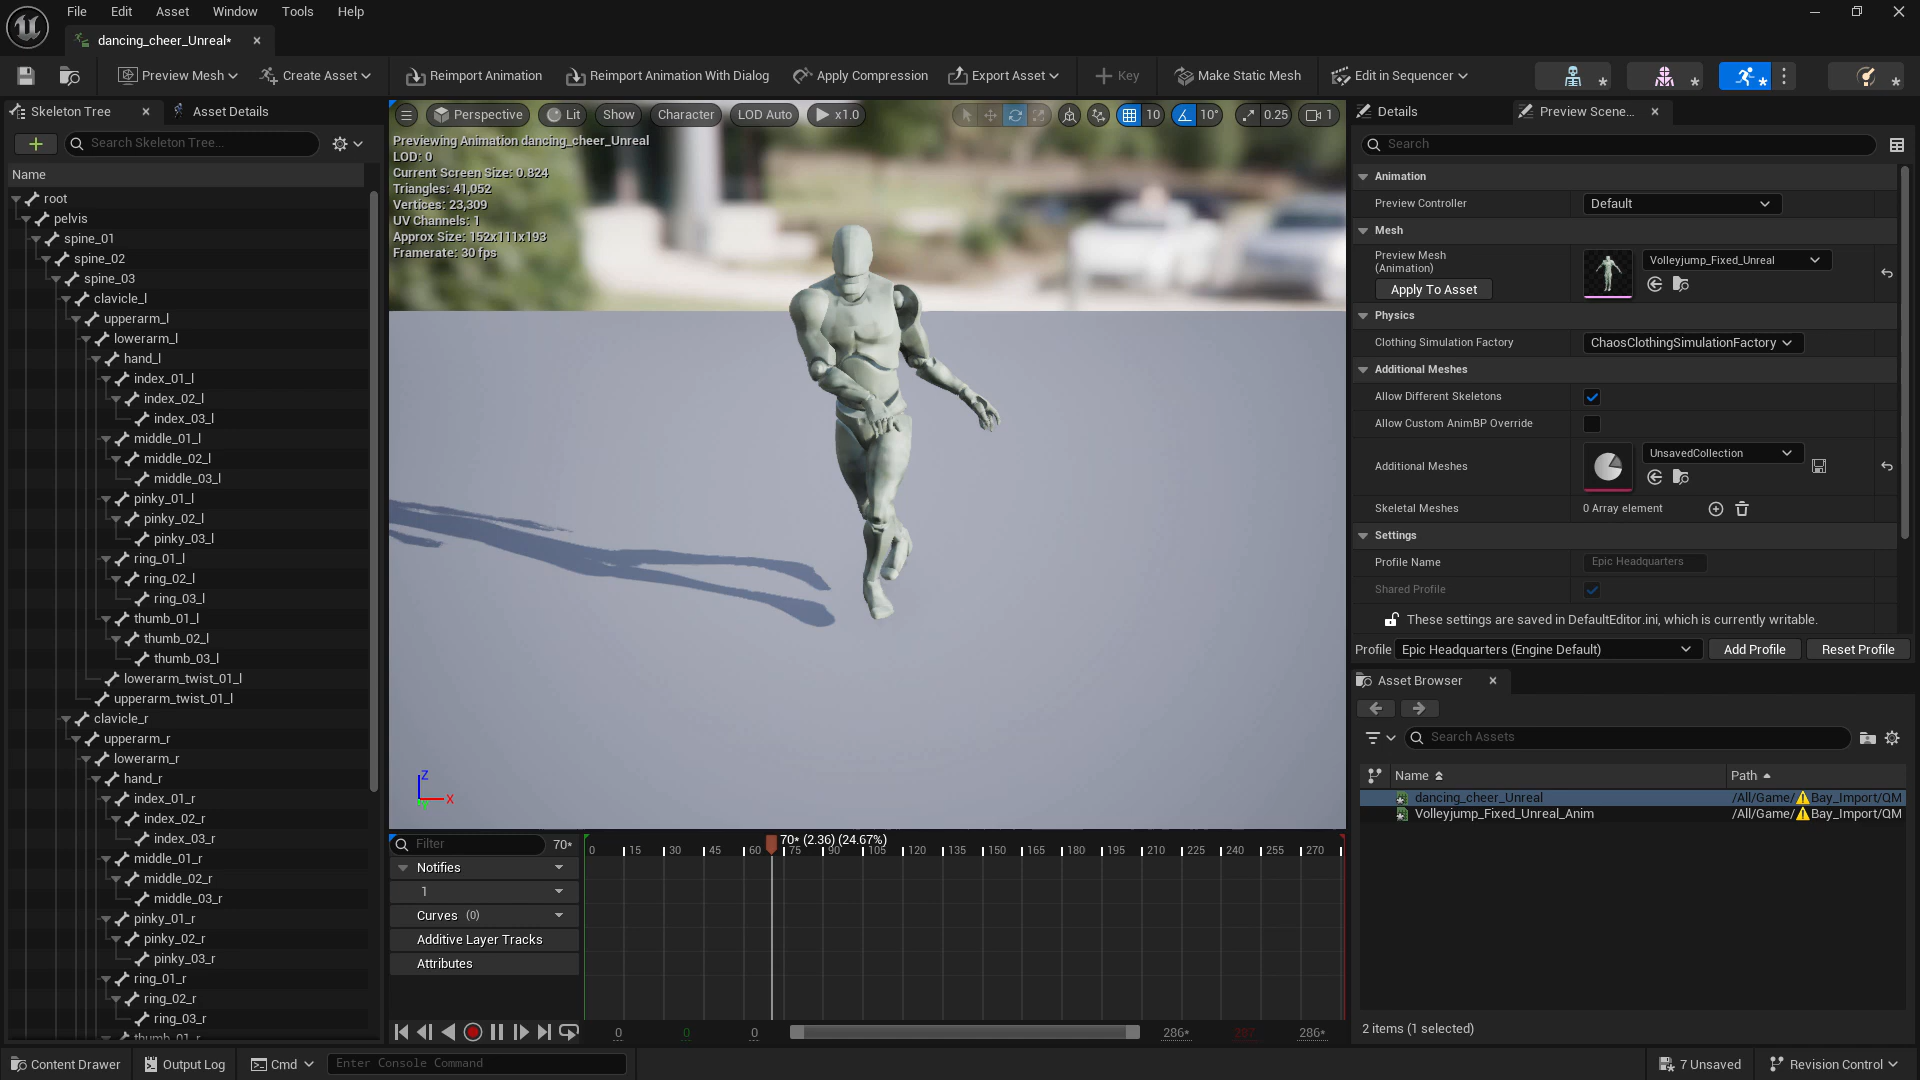 File Edit Asset Window Tools Help
dancing_cheer_Unreal*
Preview Mesh Create Asset Reimport Animation Reimport Animation With Dialog Apply Compression Export Asset Key Make Static Mesh Edit in Sequencer
Skeleton Tree Asset Details
Search Skeleton Tree...
Name
root
pelvis
spine_01
spine_02
spine_03
clavicle_l
upperarm_l
lowerarm_l
hand_l
index_01_l
index_02_l
index_03_l
middle_01_l
middle_02_l
middle_03_l
pinky_01_l
pinky_02_l
pinky_03_l
ring_01_l
ring_02_l
ring_03_l
thumb_01_l
thumb_02_l
thumb_03_l
lowerarm_twist_01_l
upperarm_twist_01_l
clavicle_r
upperarm_r
lowerarm_r
hand_r
index_01_r
index_02_r
index_03_r
middle_01_r
middle_02_r
middle_03_r
pinky_01_r
pinky_02_r
pinky_03_r
ring_01_r
ring_02_r
ring_03_r
thumb_01_r
Perspective Lit Show Character LOD Auto x1.0 10 10° 0.25 1
Previewing Animation dancing_cheer_Unreal
LOD: 0
Current Screen Size: 0.824
Triangles: 41,052
Vertices: 23,309
UV Channels: 1
Approx Size: 152x111x193
Framerate: 30 fps
Z
X
Y
Filter 70*
70* (2.36) (24.67%)
0 15 30 45 60 75 90 105 120 135 150 165 180 195 210 225 240 255 270
Notifies
1
Curves (0)
Additive Layer Tracks
Attributes
0 0 0 286* 287 286*
Details Preview Scene...
Search
Animation
Preview Controller Default
Mesh
Preview Mesh
(Animation)
Volleyjump_Fixed_Unreal
Apply To Asset
Physics
Clothing Simulation Factory ChaosClothingSimulationFactory
Additional Meshes
Allow Different Skeletons
Allow Custom AnimBP Override
Additional Meshes UnsavedCollection
Skeletal Meshes 0 Array element
Settings
Profile Name Epic Headquarters
Shared Profile
These settings are saved in DefaultEditor.ini, which is currently writable.
Profile Epic Headquarters (Engine Default) Add Profile Reset Profile
Asset Browser
Search Assets
Name Path
dancing_cheer_Unreal /All/Game/ Bay_Import/QM
Volleyjump_Fixed_Unreal_Anim /All/Game/ Bay_Import/QM
2 items (1 selected)
Content Drawer Output Log Cmd Enter Console Command 7 Unsaved Revision Control